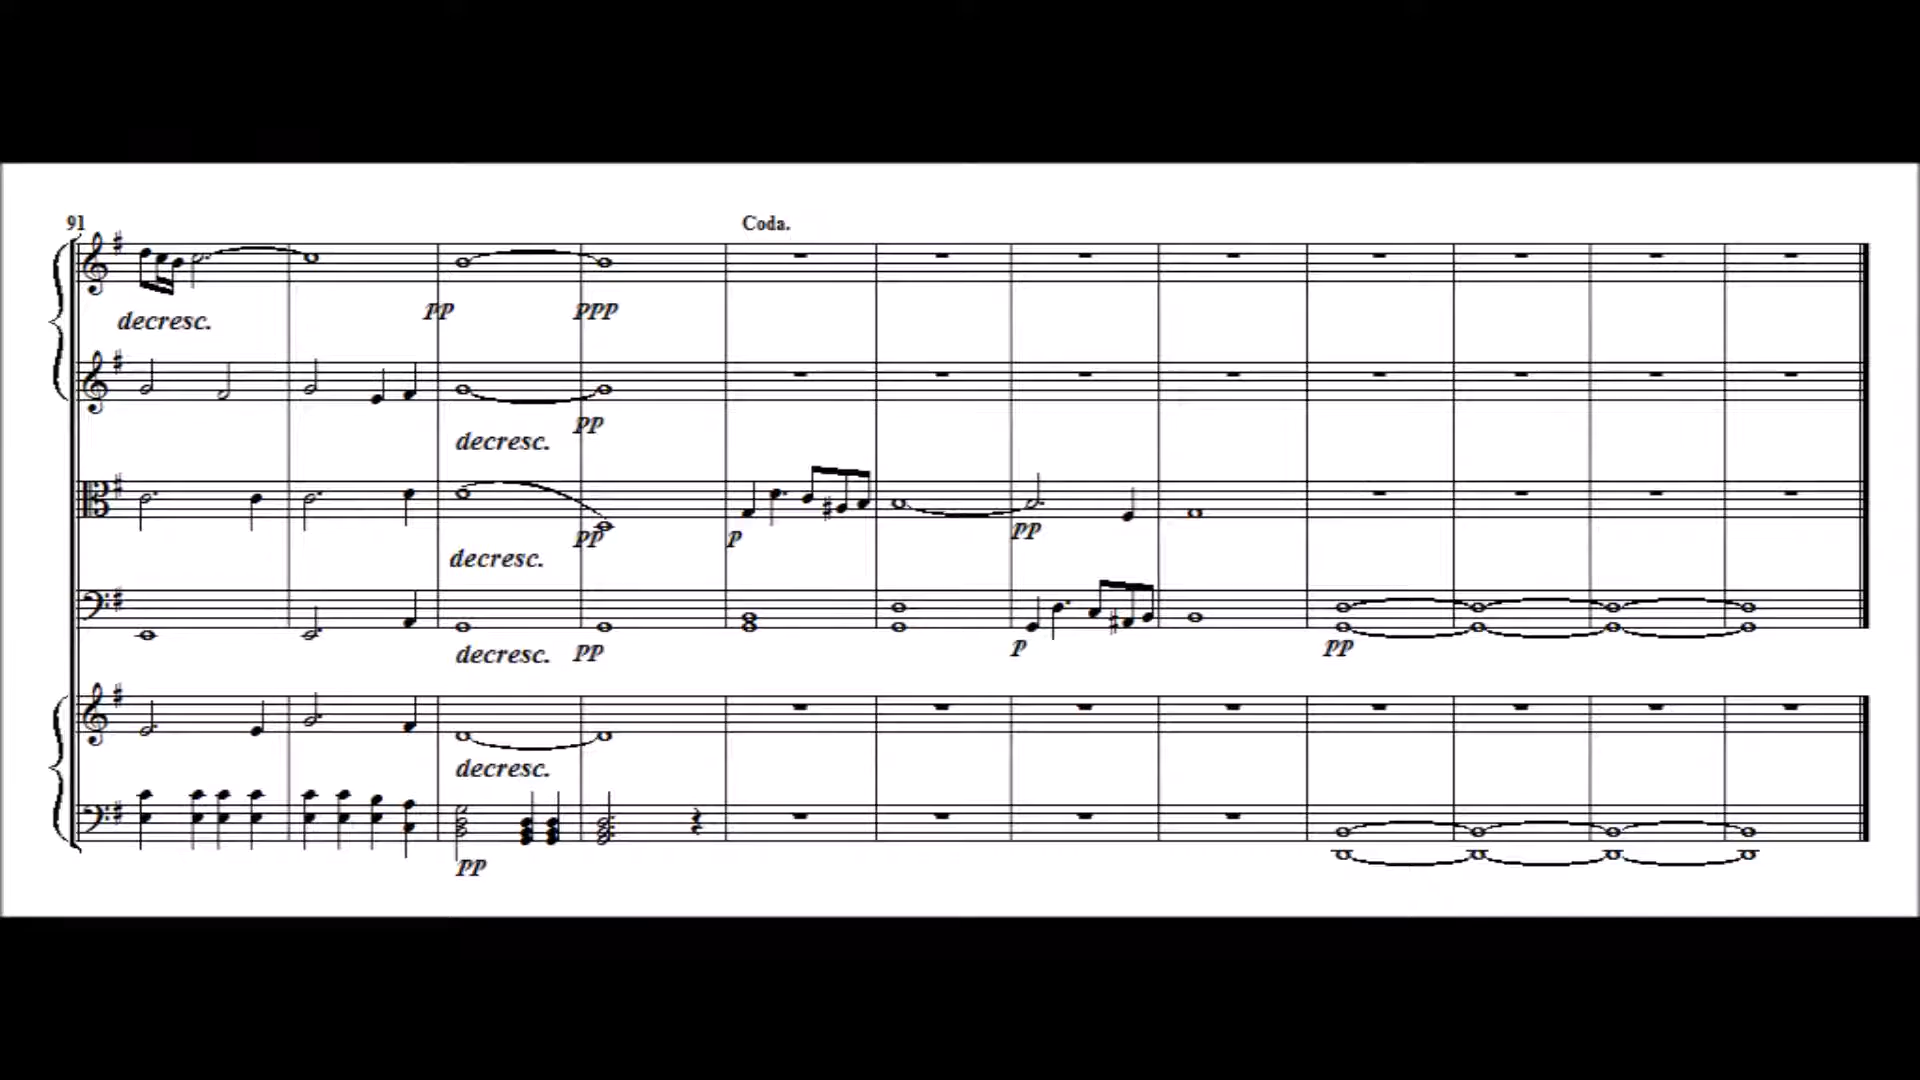 91
Coda.
pp ppp
decresc.
pp
decresc.
pp p pp
decresc.
decresc. pp p pp
decresc.
pp